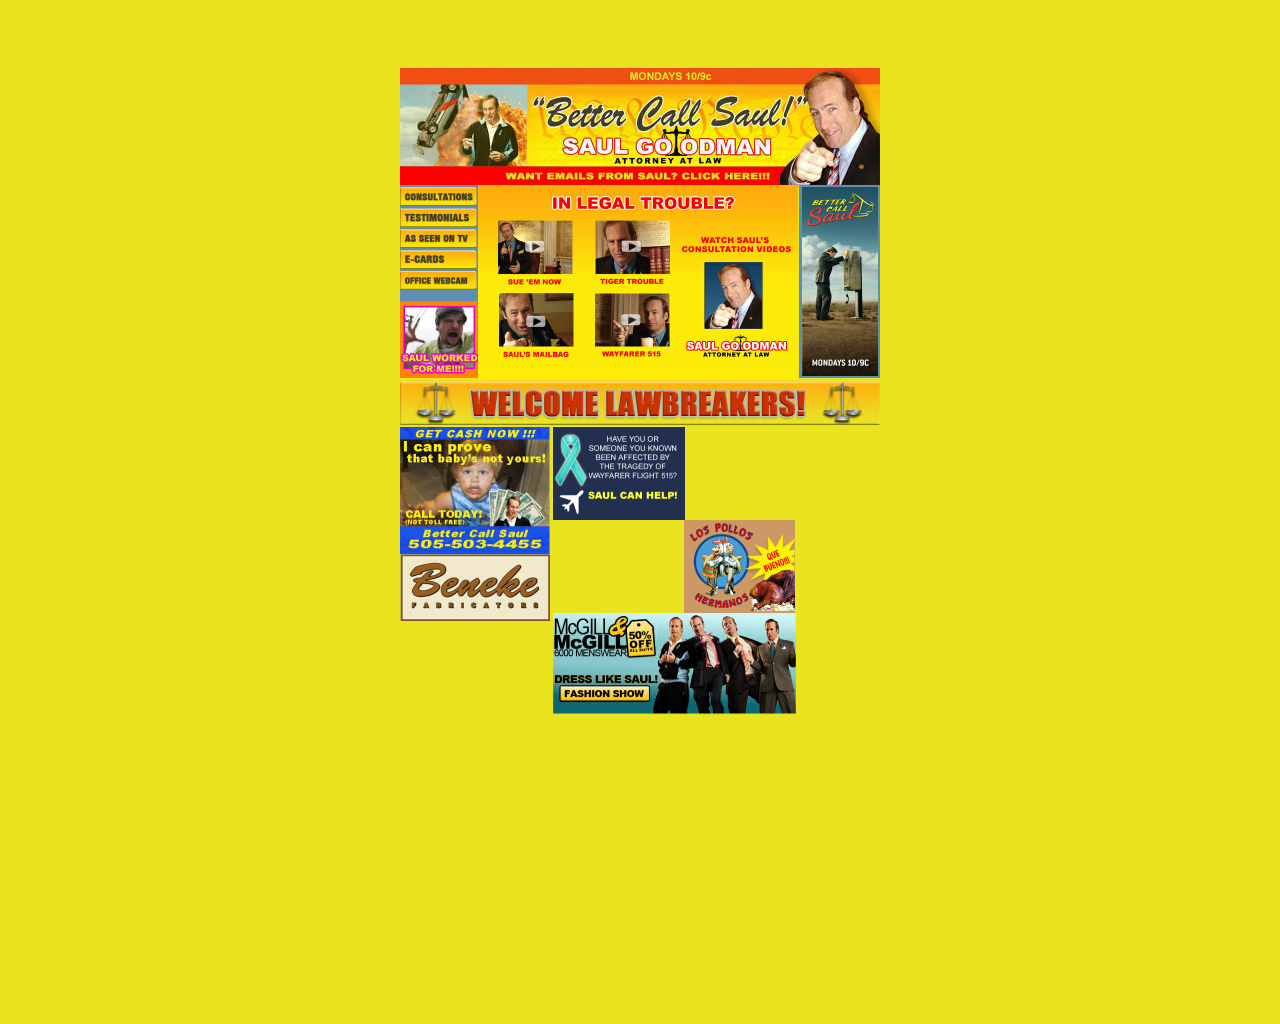 MONDAYS 10/9c
"Better Call Saul!"
SAUL GOODMAN
ATTORNEY AT LAW
WANT EMAILS FROM SAUL? CLICK HERE!!!
CONSULTATIONS
TESTIMONIALS
AS SEEN ON TV
E-CARDS
OFFICE WEBCAM
SAUL WORKED
FOR ME!!!!
IN LEGAL TROUBLE?
SUE 'EM NOW
TIGER TROUBLE
SAUL'S MAILBAG
WAYFARER 515
WATCH SAUL'S
CONSULTATION VIDEOS
SAUL GOODMAN
ATTORNEY AT LAW
BETTER
CALL
Saul
MONDAYS 10/9C
WELCOME LAWBREAKERS!
GET CASH NOW !!!
I can prove
that baby's not yours!
CALL TODAY!
(NOT TOLL FREE)
Better Call Saul
505-503-4455
HAVE YOU OR
SOMEONE YOU KNOWN
BEEN AFFECTED BY
THE TRAGEDY OF
WAYFARER FLIGHT 515?
SAUL CAN HELP!
LOS POLLOS
HERMANOS
QUE
BUENO!!!
Beneke
FABRICATORS
McGILL &
McGILL
6000 MENSWEAR
50%
OFF
ALL SUITS
DRESS LIKE SAUL!
FASHION SHOW